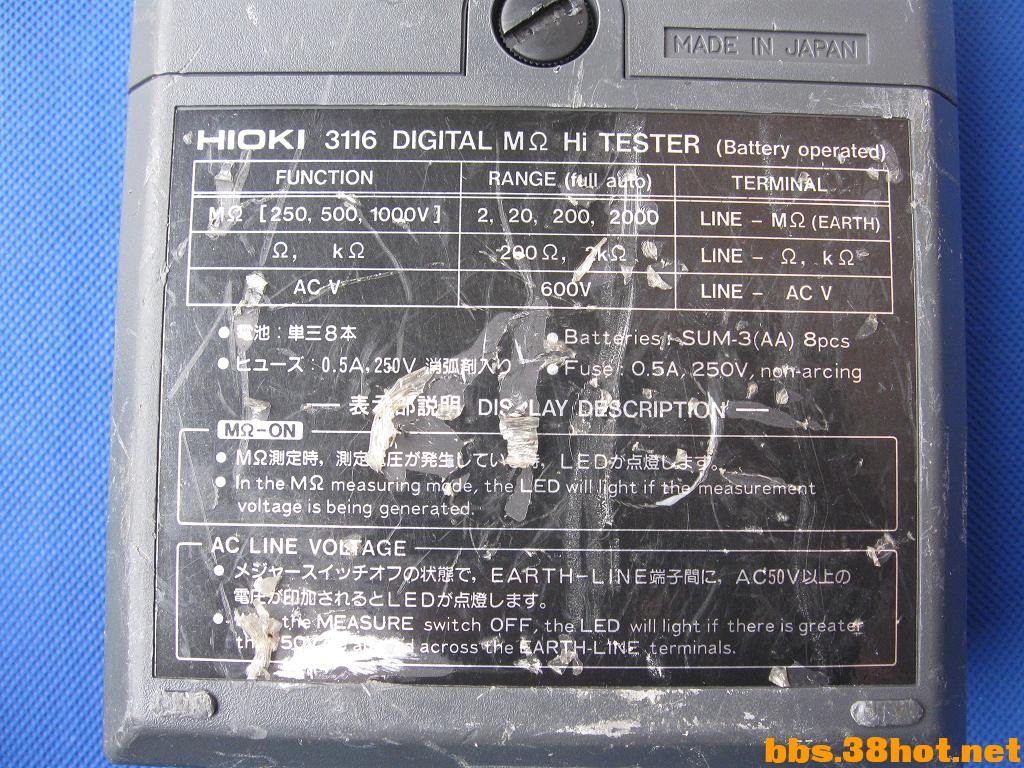 MADE IN JAPAN
HIOKI 3116 DIGITAL MΩ Hi TESTER (Battery operated)
FUNCTION RANGE (full auto) TERMINAL
MΩ [250, 500, 1000V] 2, 20, 200, 2000 LINE - MΩ (EARTH)
Ω, kΩ 200Ω, 2kΩ LINE - Ω, kΩ
AC V 600V LINE - AC V
● 電池:単三8本 ● Batteries: SUM-3(AA) 8pcs
● ヒューズ:0.5A, 250V 消弧剤入り ● Fuse: 0.5A, 250V, non-arcing
— 表示部説明 DISPLAY DESCRIPTION —
MΩ-ON
● MΩ測定時, 測定電圧が発生している時, LEDが点燈します。
● In the MΩ measuring mode, the LED will light if the measurement
voltage is being generated.
AC LINE VOLTAGE
● メジャースイッチオフの状態で, EARTH-LINE端子間に, AC50V以上の
電圧が印加されるとLEDが点燈します。
● the MEASURE switch OFF, the LED will light if there is greater
50V across the EARTH-LINE terminals.
bbs.38hot.net